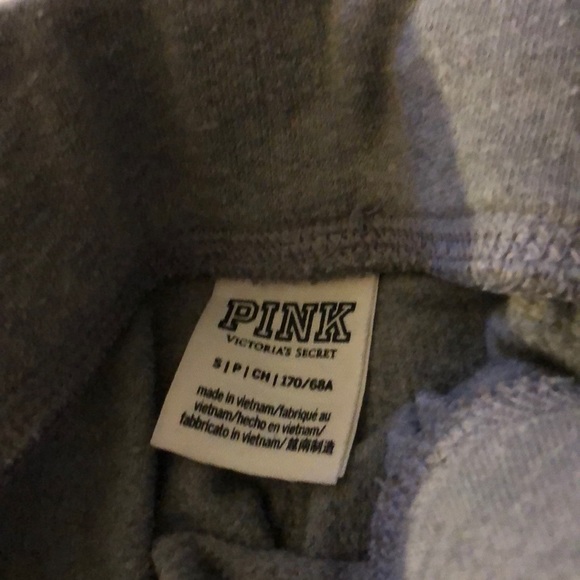 PINK
VICTORIA'S SECRET
S | P | CH | 170/68A
made in vietnam/fabriqué au
vietnam/hecho en vietnam/
fabbricato in vietnam/越南制造